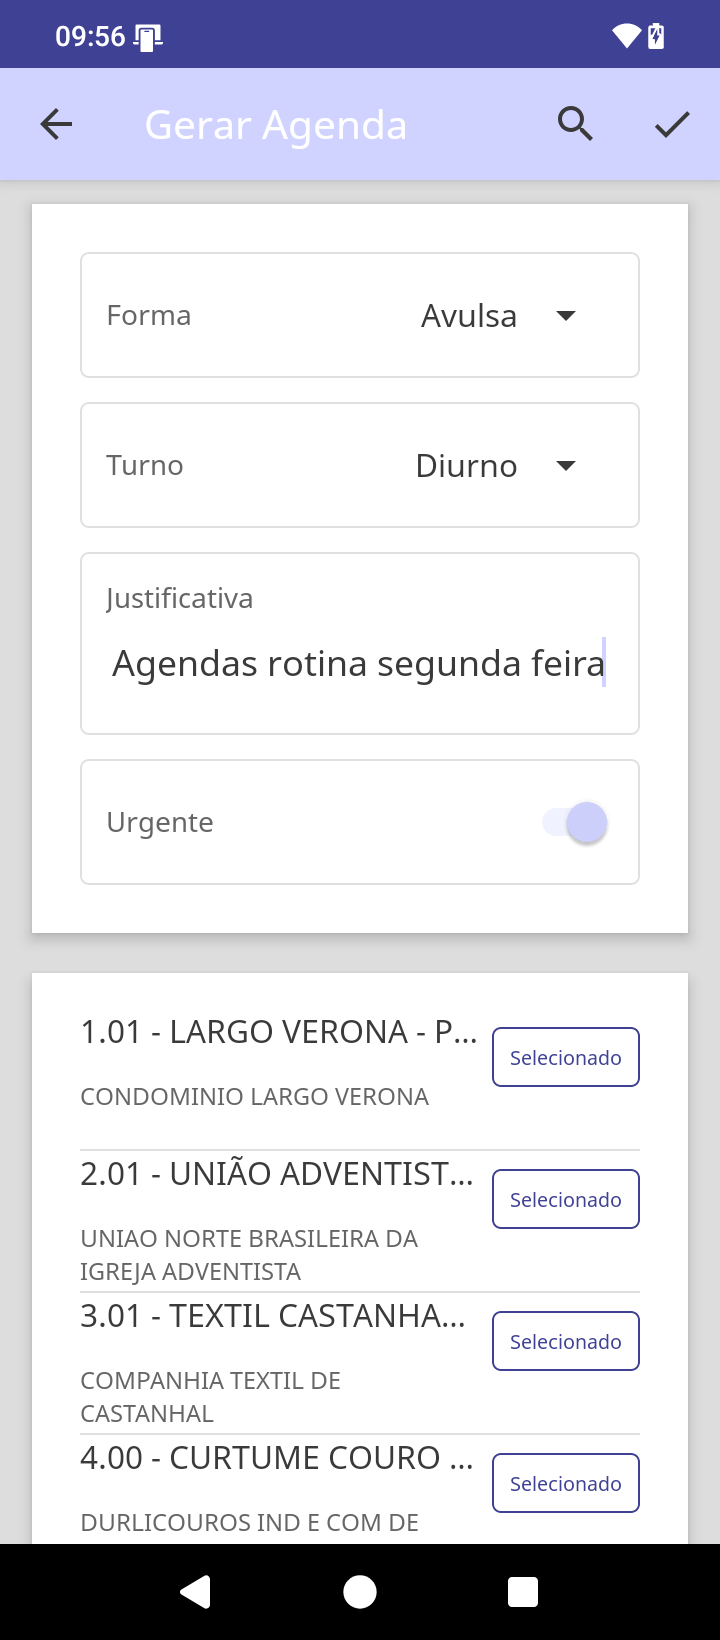 09:56
Gerar Agenda
Forma
Avulsa
Turno
Diurno
Justificativa
Agendas rotina segunda feira
Urgente
1.01 - LARGO VERONA - P...
Selecionado
CONDOMINIO LARGO VERONA
2.01 - UNIÃO ADVENTIST...
Selecionado
UNIAO NORTE BRASILEIRA DA
IGREJA ADVENTISTA
3.01 - TEXTIL CASTANHA...
Selecionado
COMPANHIA TEXTIL DE
CASTANHAL
4.00 - CURTUME COURO ...
Selecionado
DURLICOUROS IND E COM DE